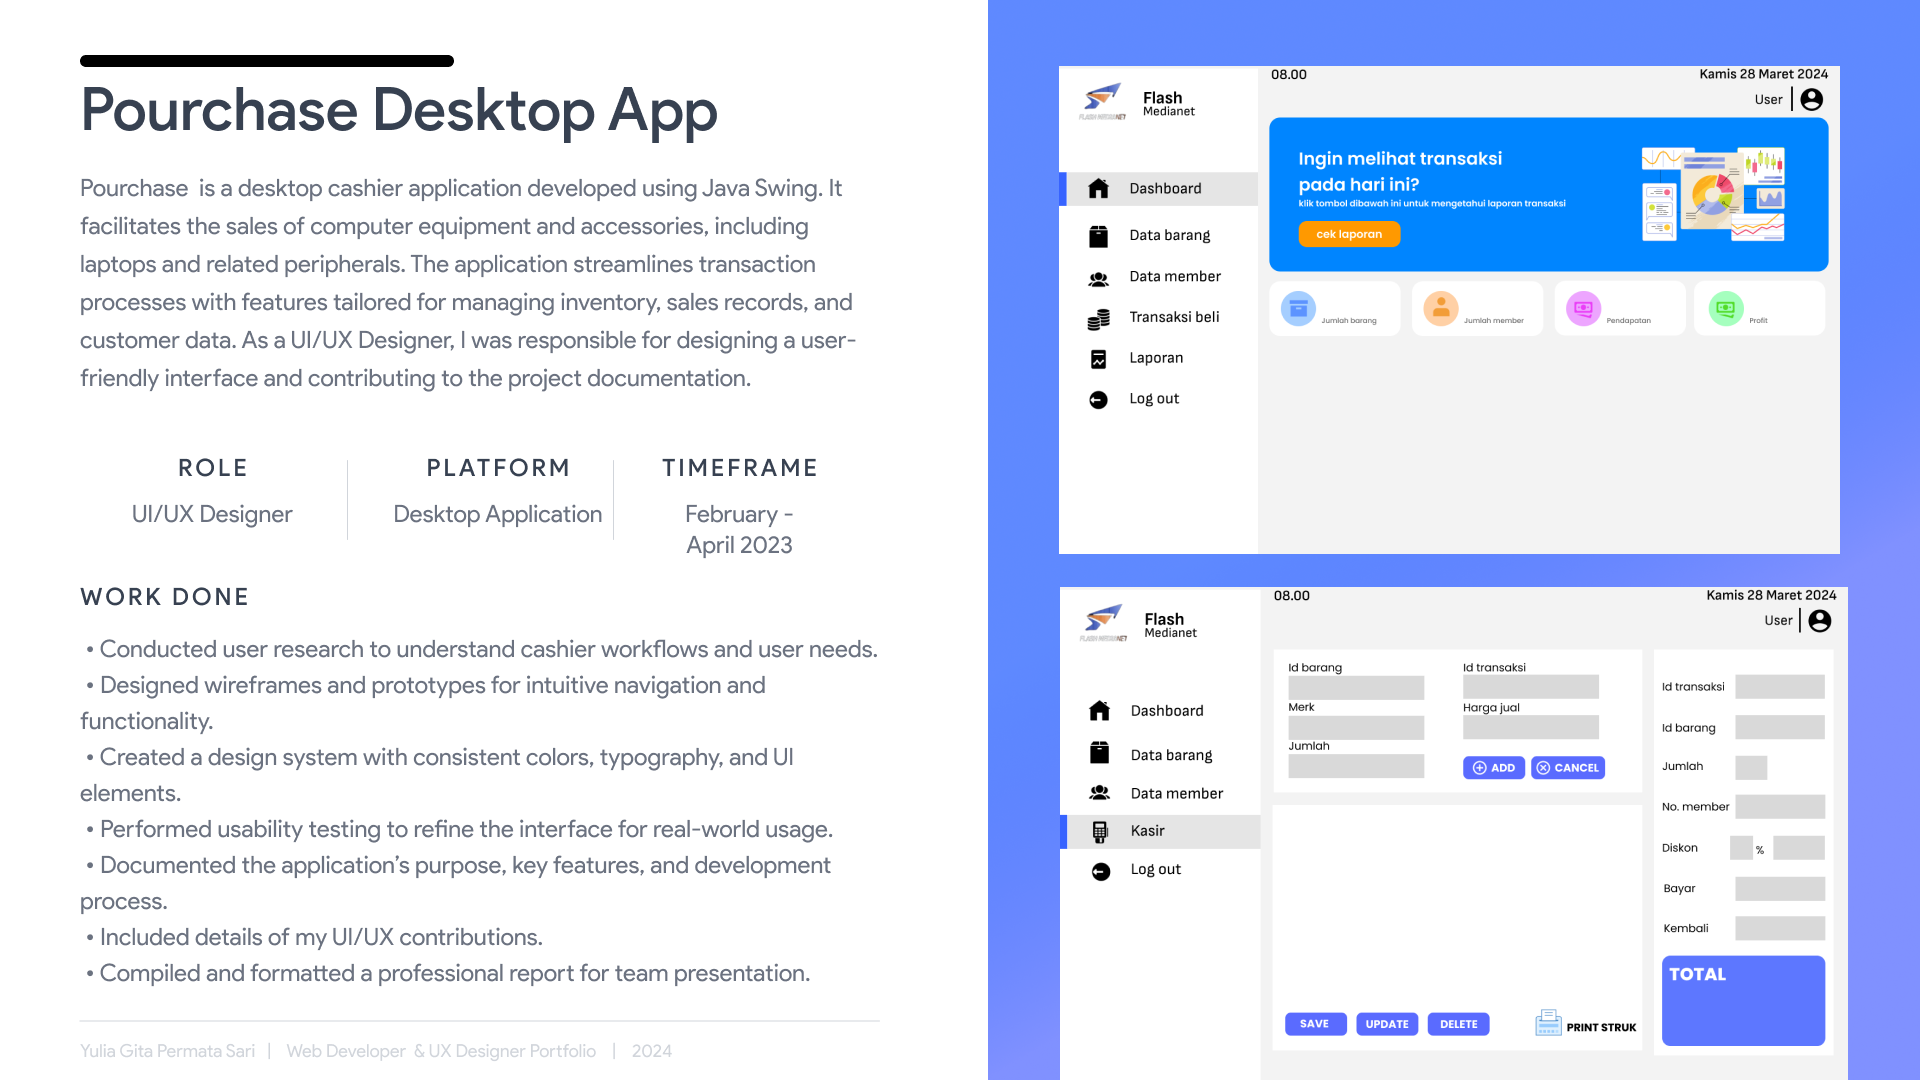 Pourchase Desktop App
Pourchase is a desktop cashier application developed using Java Swing. It
facilitates the sales of computer equipment and accessories, including
laptops and related peripherals. The application streamlines transaction
processes with features tailored for managing inventory, sales records, and
customer data. As a UI/UX Designer, I was responsible for designing a user-
friendly interface and contributing to the project documentation.
ROLE
UI/UX Designer
PLATFORM
Desktop Application
TIMEFRAME
February -
April 2023
WORK DONE
• Conducted user research to understand cashier workflows and user needs.
• Designed wireframes and prototypes for intuitive navigation and
functionality.
• Created a design system with consistent colors, typography, and UI
elements.
• Performed usability testing to refine the interface for real-world usage.
• Documented the application’s purpose, key features, and development
process.
• Included details of my UI/UX contributions.
• Compiled and formatted a professional report for team presentation.
Yulia Gita Permata Sari | Web Developer & UX Designer Portfolio | 2024
FLASH MEDIANET
Flash
Medianet
Dashboard
Data barang
Data member
Transaksi beli
Laporan
Log out
08.00
Kamis 28 Maret 2024
User
Ingin melihat transaksi
pada hari ini?
klik tombol dibawah ini untuk mengetahui laporan transaksi
cek laporan
Jumlah barang
Jumlah member
Pendapatan
Profit
FLASH MEDIANET
Flash
Medianet
Dashboard
Data barang
Data member
Kasir
Log out
08.00
Kamis 28 Maret 2024
User
Id barang
Merk
Jumlah
Id transaksi
Harga jual
ADD
CANCEL
SAVE
UPDATE
DELETE
PRINT STRUK
Id transaksi
Id barang
Jumlah
No. member
Diskon
%
Bayar
Kembali
TOTAL